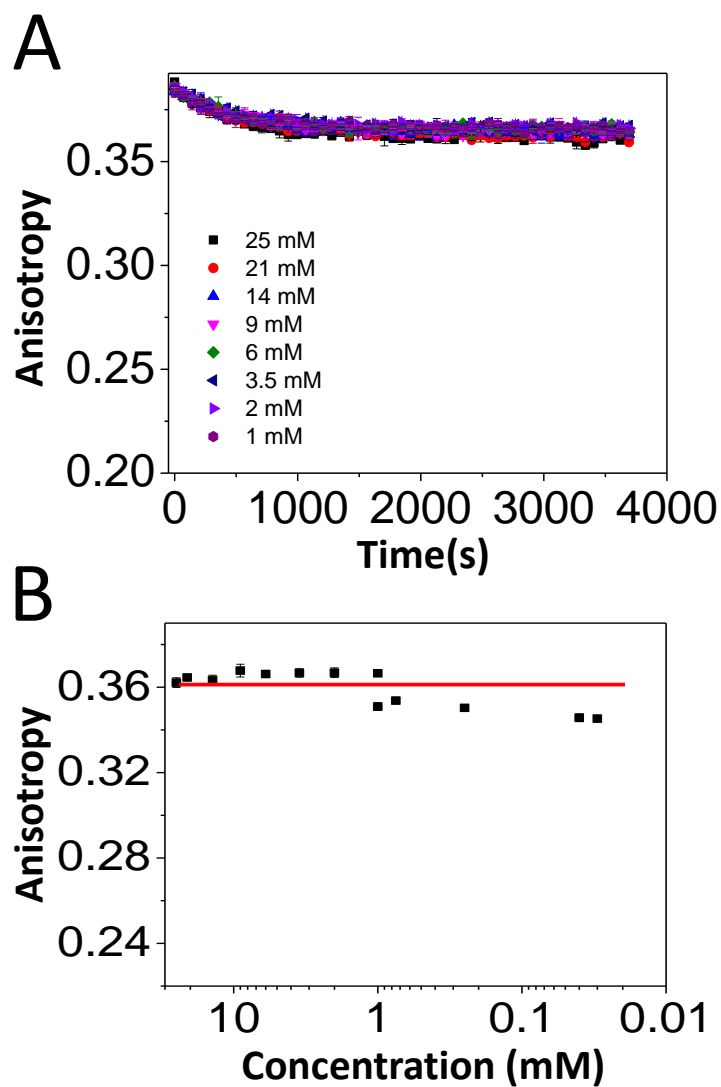 A
Anisotropy
0.35
0.30
0.25
0.20
25 mM
21 mM
14 mM
9 mM
6 mM
3.5 mM
2 mM
1 mM
0 1000 2000 3000 4000
Time(s)
B
Anisotropy
0.36
0.32
0.28
0.24
10 1 0.1 0.01
Concentration (mM)